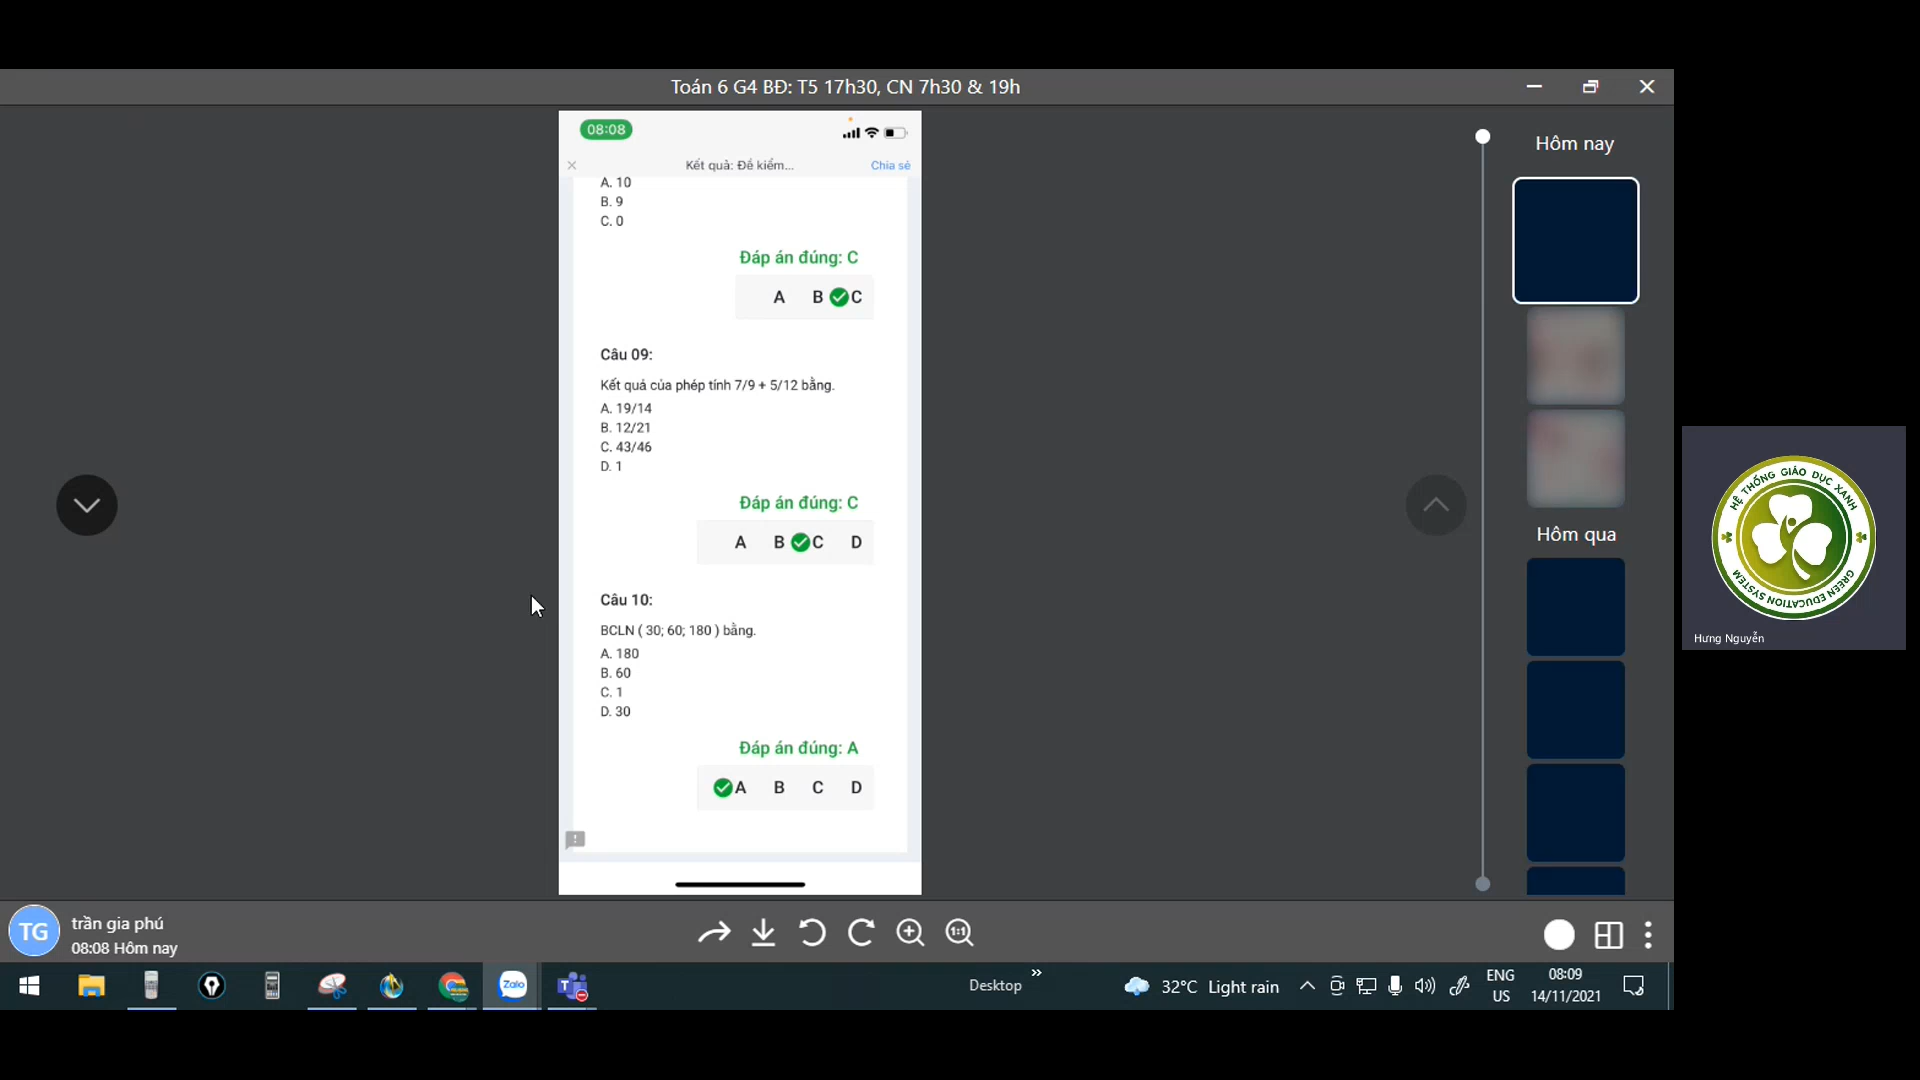 Toán 6 G4 BĐ: T5 17h30, CN 7h30 & 19h
08:08
Kết quả: Đề kiểm...
Chia sẻ
A. 10
B. 9
C. 0
Đáp án đúng: C
A B C
Câu 09:
Kết quả của phép tính 7/9 + 5/12 bằng.
A. 19/14
B. 12/21
C. 43/46
D. 1
Đáp án đúng: C
A B C D
Câu 10:
BCLN ( 30; 60; 180 ) bằng.
A. 180
B. 60
C. 1
D. 30
Đáp án đúng: A
A B C D
Hôm nay
Hôm qua
HỆ THỐNG GIÁO DỤC XANH
GREEN EDUCATION SYSTEM
Hưng Nguyễn
TG
trần gia phú
08:08 Hôm nay
1:1
Zalo
T
Desktop
32°C Light rain
ENG
US
08:09
14/11/2021